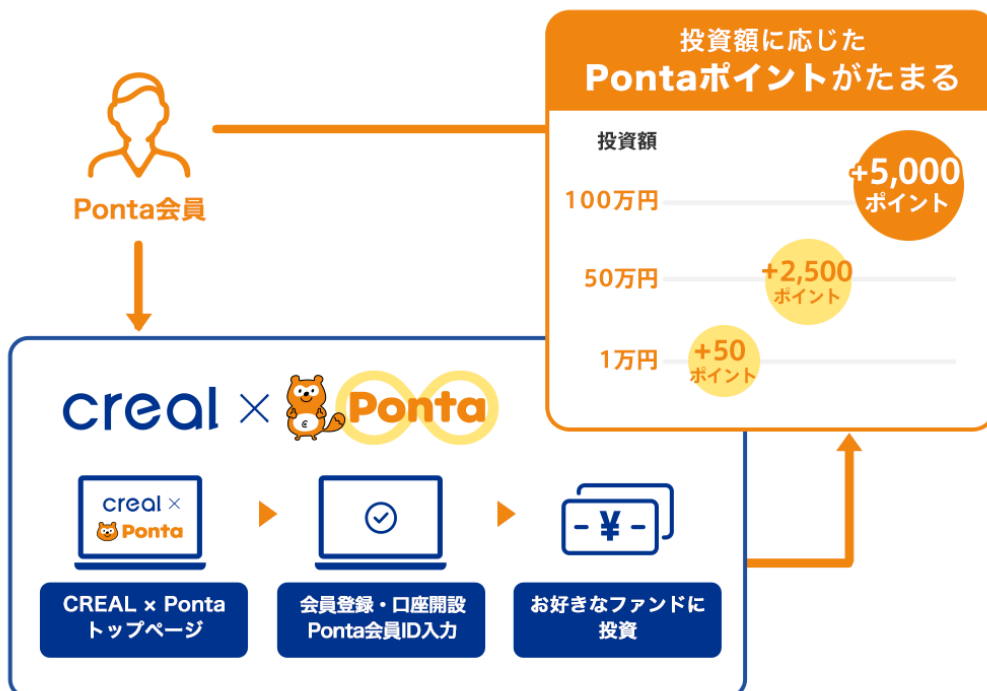 投資額に応じた
Pontaポイントがたまる
Ponta会員
投資額
100万円
+5,000
ポイント
50万円
+2,500
ポイント
1万円
+50
ポイント
creal × Ponta
creal ×
Ponta
¥
CREAL × Ponta
トップページ
会員登録・口座開設
Ponta会員ID入力
お好きなファンドに
投資